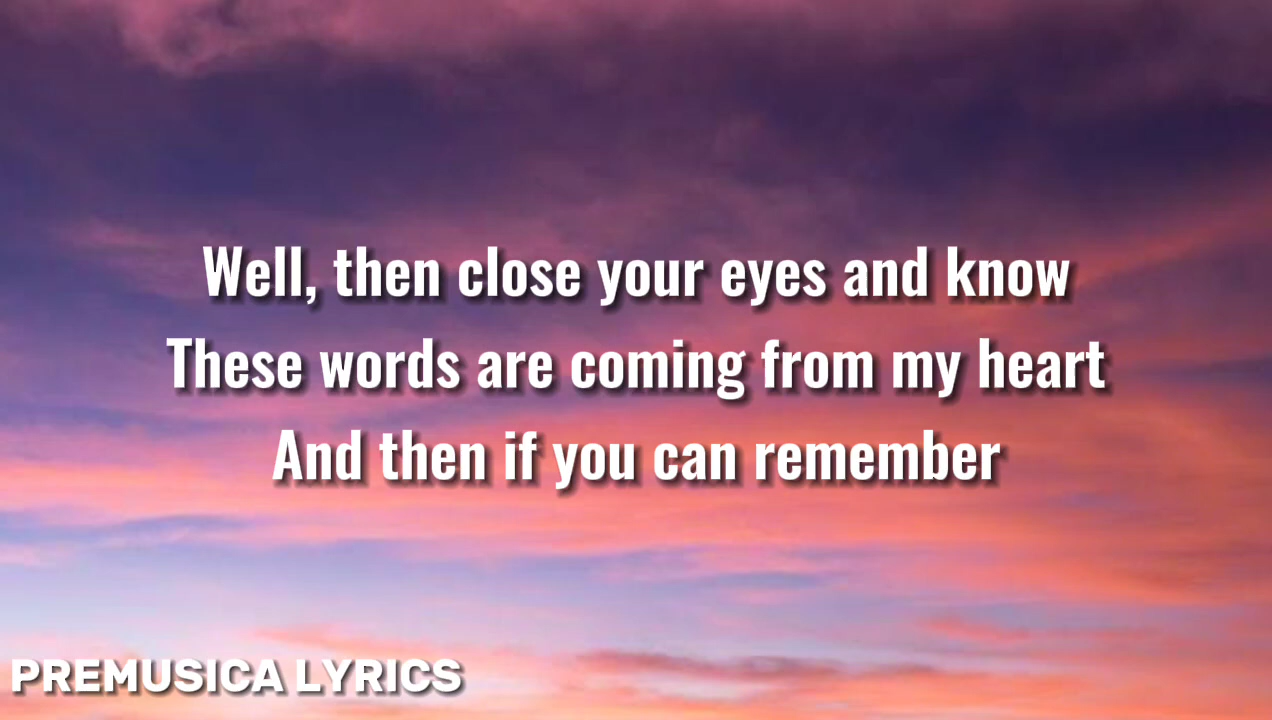 Well, then close your eyes and know
These words are coming from my heart
And then if you can remember
PREMUSICA LYRICS